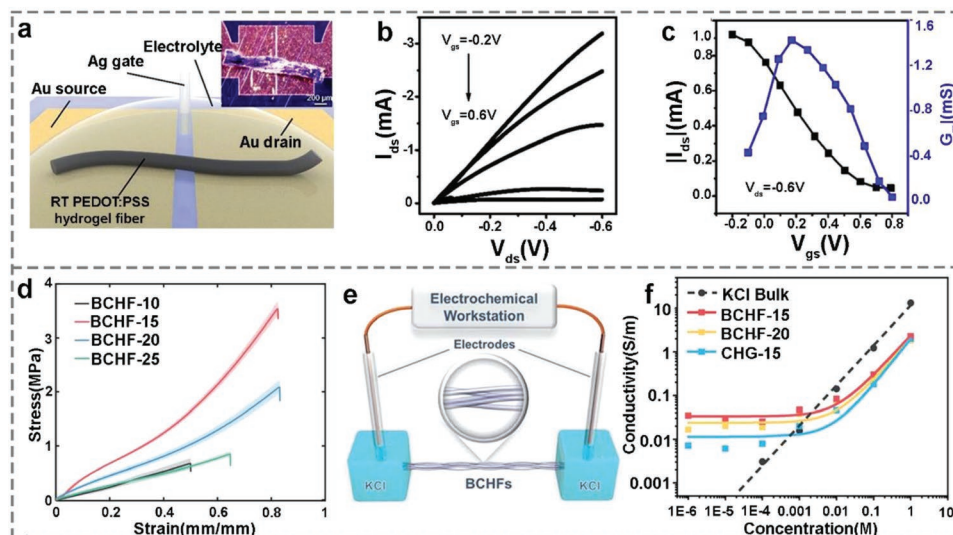 a
Electrolyte
Ag gate
Au source
200 μm
Au drain
RT PEDOT:PSS
hydrogel fiber
b
-3
-2
-1
0
I_ds(mA)
V_gs=-0.2V
V_gs=0.6V
0.0 -0.2 -0.4 -0.6
V_ds(V)
c
1.0
0.8
0.6
0.4
0.2
0.0
|I_ds|(mA)
V_ds=-0.6V
1.6
1.2
0.8
0.4
0.0
-0.2 0.0 0.2 0.4 0.6 0.8
V_gs(V)
d
4
3
2
1
0
Stress(MPa)
BCHF-10
BCHF-15
BCHF-20
BCHF-25
0 0.2 0.4 0.6 0.8 1
Strain(mm/mm)
e
Electrochemical
Workstation
Electrodes
KCl
KCl
BCHFs
f
10
1
0.1
0.01
0.001
Conductivity(S/m)
KCl Bulk
BCHF-15
BCHF-20
CHG-15
1E-6 1E-5 1E-4 0.001 0.01 0.1 1
Concentration(M)